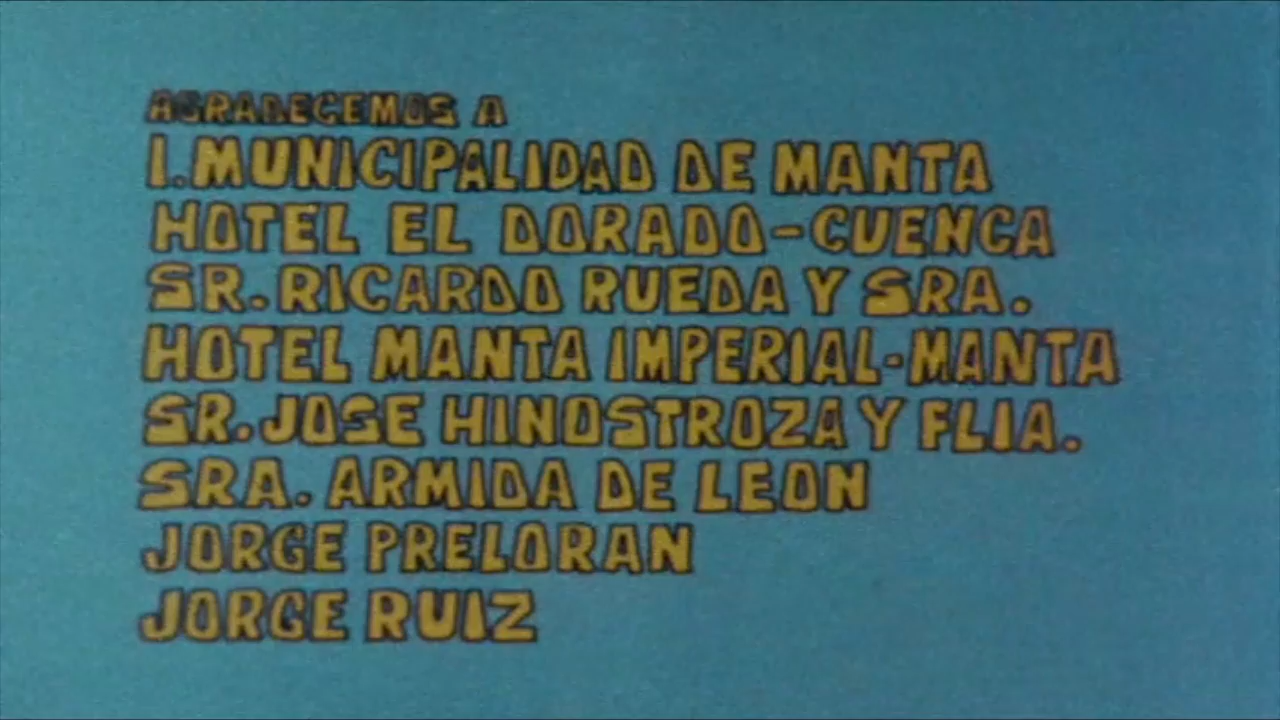 AGRADECEMOS A
I. MUNICIPALIDAD DE MANTA
HOTEL EL DORADO-CUENCA
SR. RICARDO RUEDA Y SRA.
HOTEL MANTA IMPERIAL-MANTA
SR. JOSE HINOSTROZA Y FLIA.
SRA. ARMIDA DE LEON
JORGE PRELORAN
JORGE RUIZ